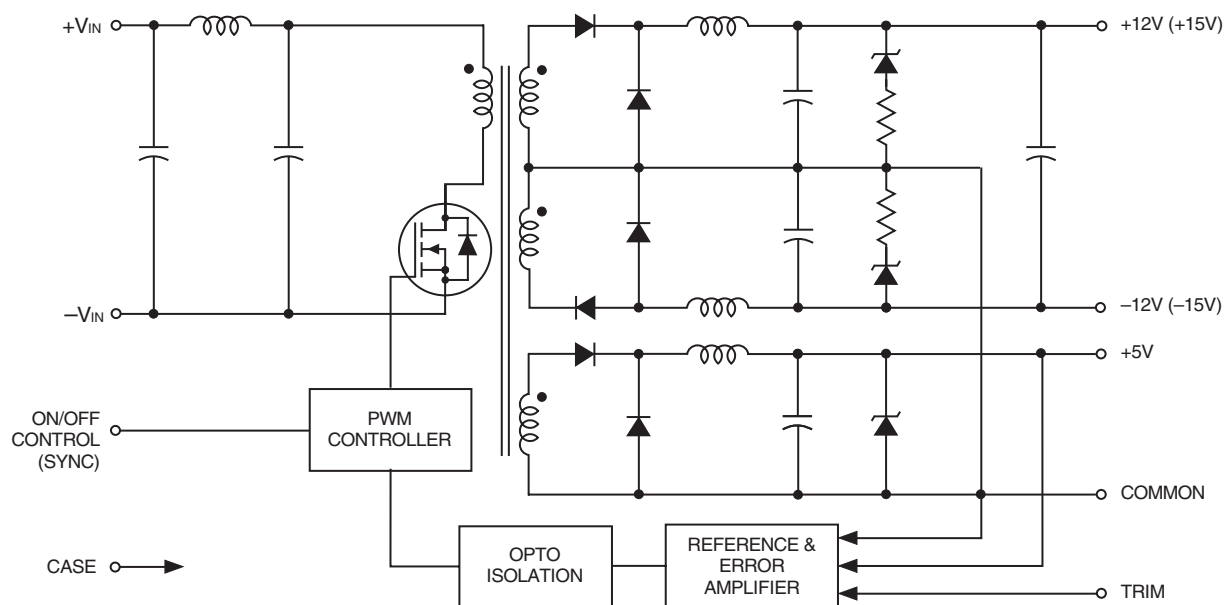 +VIN
–VIN
ON/OFF
CONTROL
(SYNC)
CASE
PWM
CONTROLLER
OPTO
ISOLATION
REFERENCE &
ERROR
AMPLIFIER
+12V (+15V)
–12V (–15V)
+5V
COMMON
TRIM